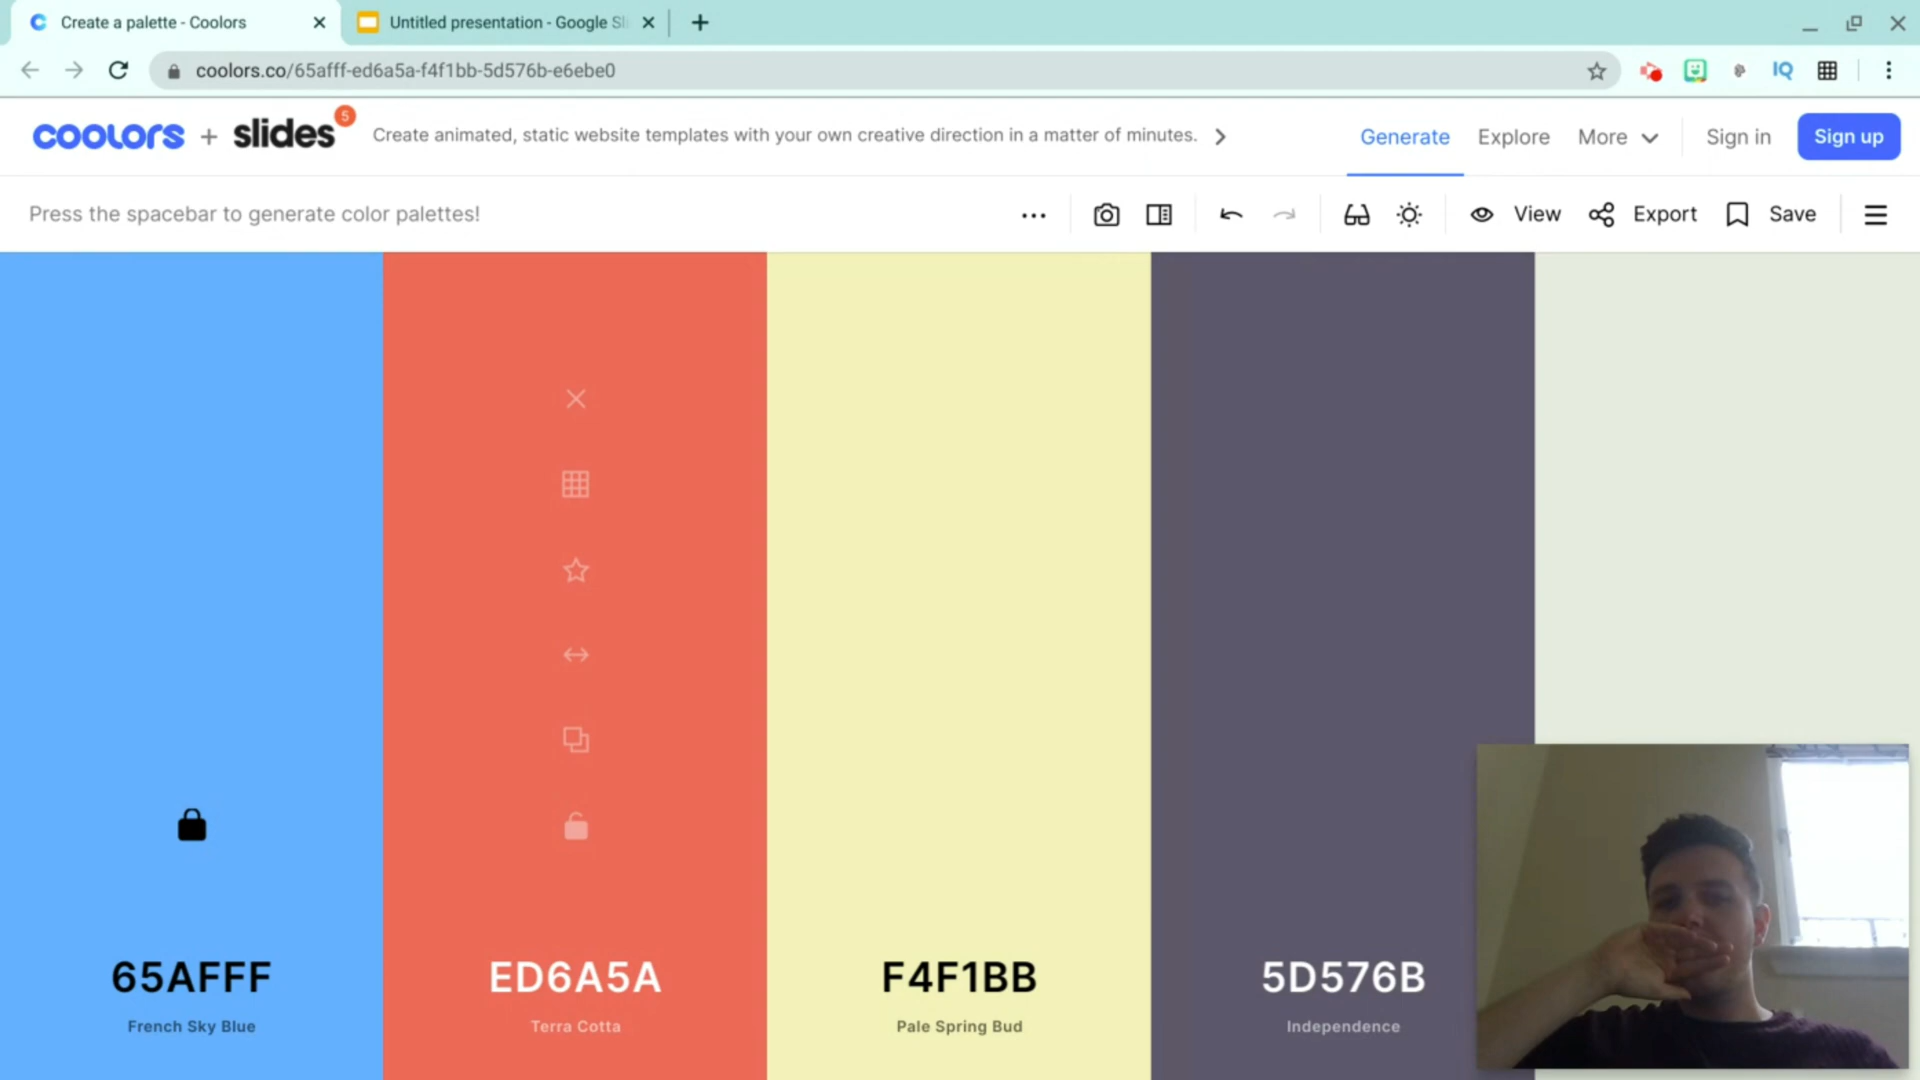 Create a palette - Coolors
Untitled presentation - Google Sl
coolors.co/65afff-ed6a5a-f4f1bb-5d576b-e6ebe0
IQ
coolors + slides 5
Create animated, static website templates with your own creative direction in a matter of minutes.
Generate
Explore
More
Sign in
Sign up
Press the spacebar to generate color palettes!
View
Export
Save
65AFFF
French Sky Blue
ED6A5A
Terra Cotta
F4F1BB
Pale Spring Bud
5D576B
Independence